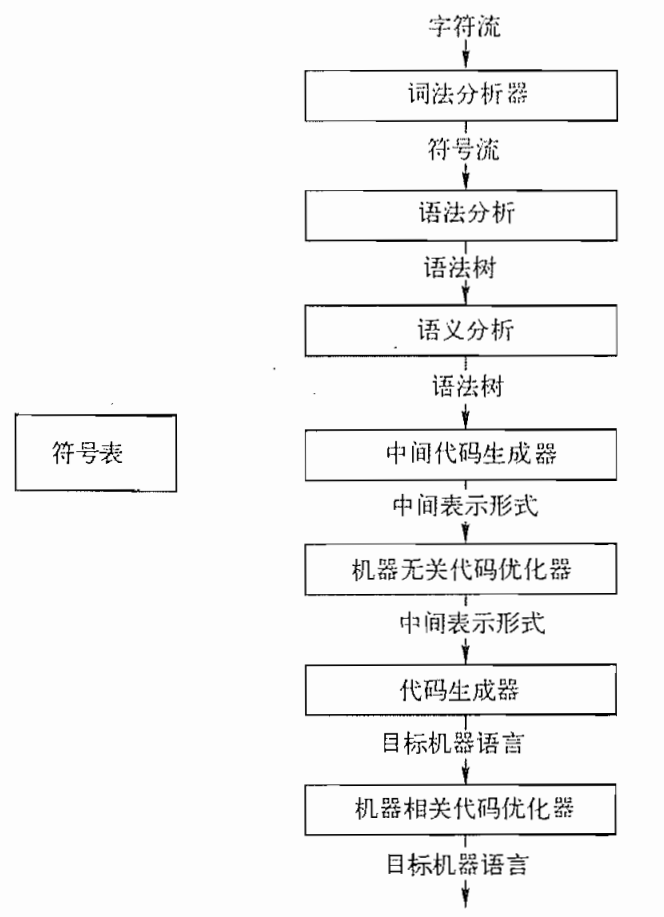 字符流
词法分析器
符号流
语法分析
语法树
语义分析
语法树
符号表
中间代码生成器
中间表示形式
机器无关代码优化器
中间表示形式
代码生成器
目标机器语言
机器相关代码优化器
目标机器语言